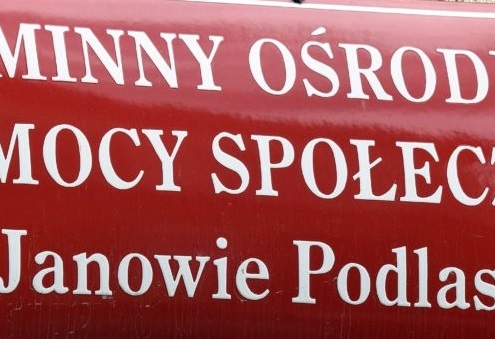 MINNY OŚROD
MOCY SPOŁECZ
Janowie Podlas